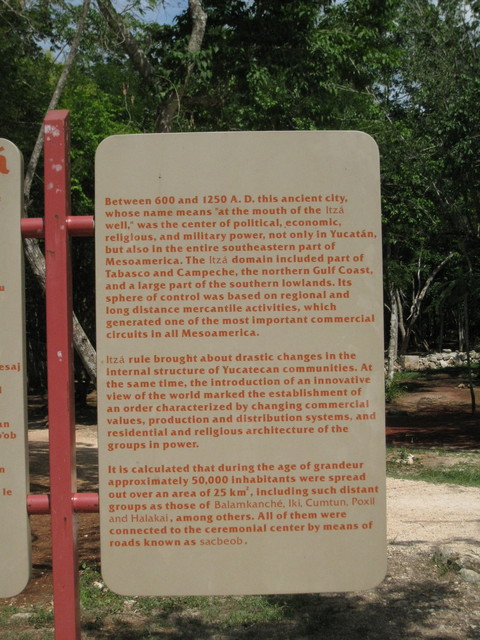 Between 600 and 1250 A. D. this ancient city,
whose name means "at the mouth of the Itzá
well," was the center of political, economic,
religious, and military power, not only in Yucatán,
but also in the entire southeastern part of
Mesoamerica. The Itzá domain included part of
Tabasco and Campeche, the northern Gulf Coast,
and a large part of the southern lowlands. Its
sphere of control was based on regional and
long distance mercantile activities, which
generated one of the most important commercial
circuits in all Mesoamerica.
Itzá rule brought about drastic changes in the
internal structure of Yucatecan communities. At
the same time, the introduction of an innovative
view of the world marked the establishment of
an order characterized by changing commercial
values, production and distribution systems, and
residential and religious architecture of the
groups in power.
It is calculated that during the age of grandeur
approximately 50,000 inhabitants were spread
out over an area of 25 km², including such distant
groups as those of Balamkanché, Iki, Cumtun, Poxil
and Halakal, among others. All of them were
connected to the ceremonial center by means of
roads known as sacbeob.